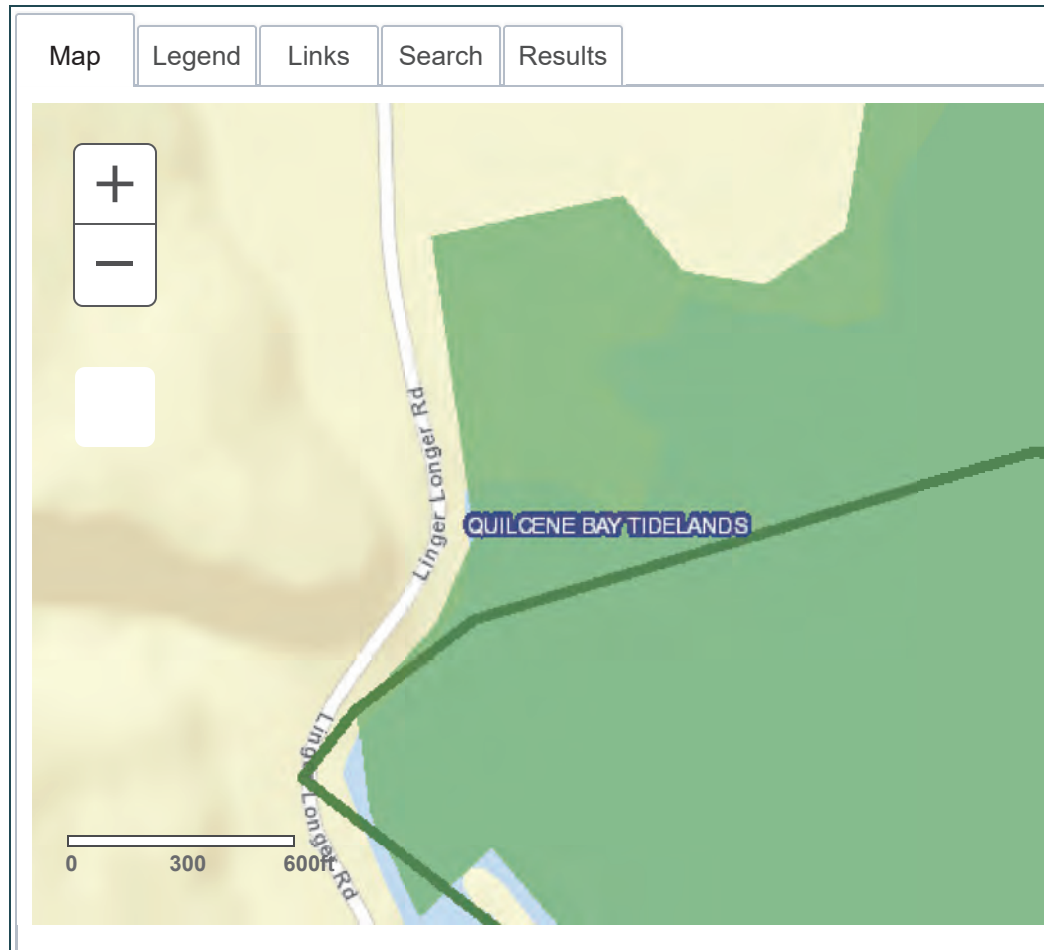 Map
Legend
Links
Search
Results
+
−
Linger Longer Rd
QUILCENE BAY TIDELANDS
Linger Longer Rd
0
300
600ft